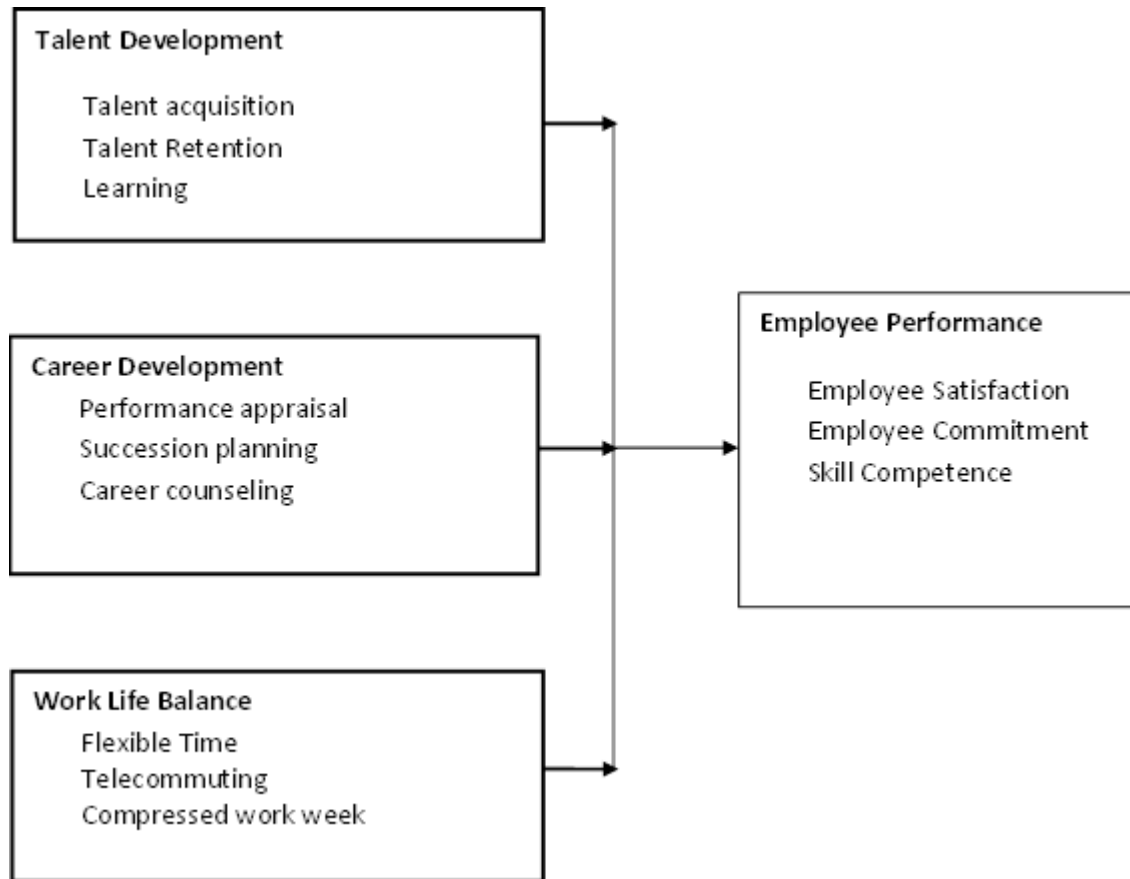 Talent Development
Talent acquisition
Talent Retention
Learning
Career Development
Performance appraisal
Succession planning
Career counseling
Work Life Balance
Flexible Time
Telecommuting
Compressed work week
Employee Performance
Employee Satisfaction
Employee Commitment
Skill Competence